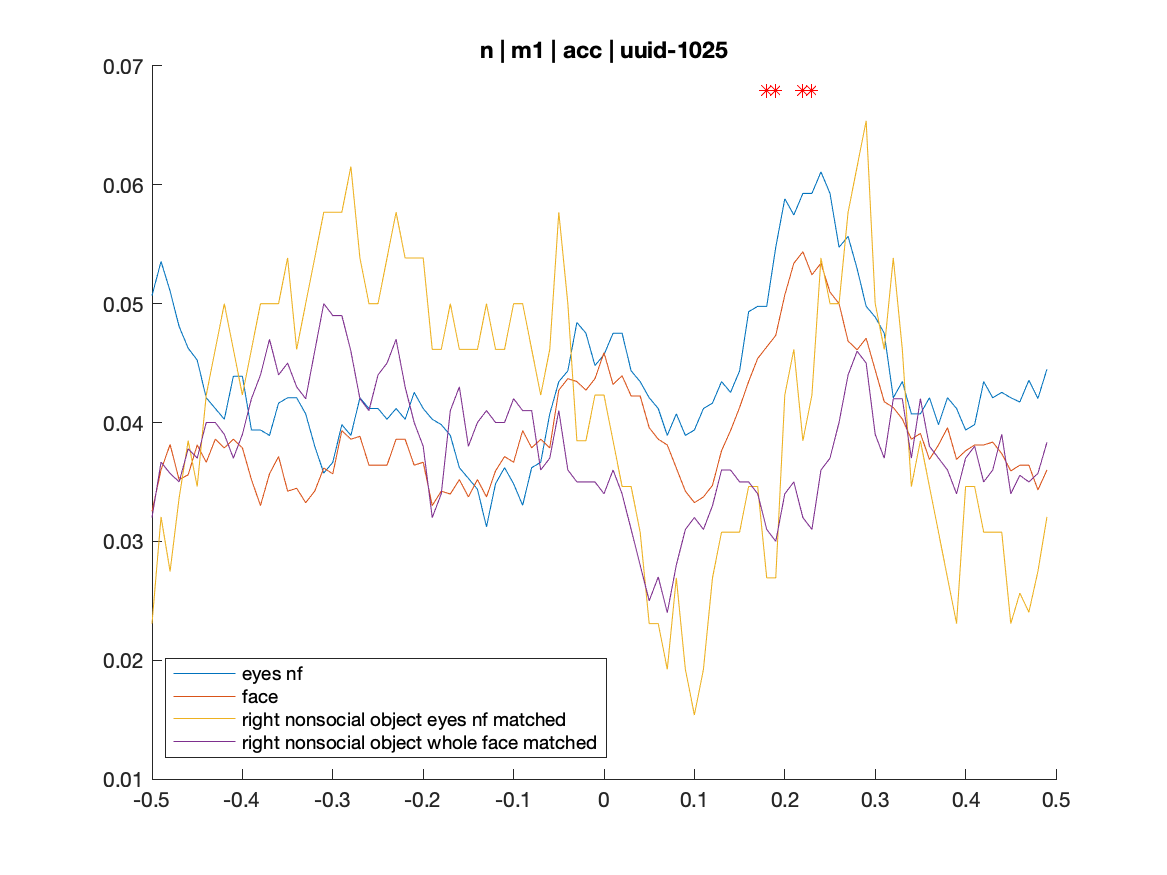 n | m1 | acc | uuid-1025
0.07
0.06
0.05
0.04
0.03
0.02
0.01
eyes nf
face
right nonsocial object eyes nf matched
right nonsocial object whole face matched
-0.5 -0.4 -0.3 -0.2 -0.1 0 0.1 0.2 0.3 0.4 0.5